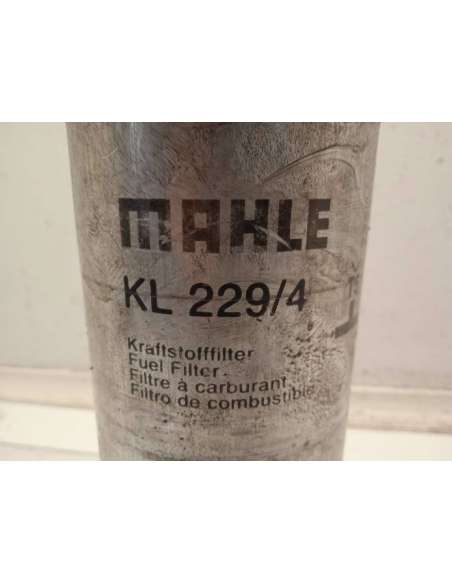 MAHLE
KL 229/4
Kraftstofffilter
Fuel Filter
Filtre à carburant
Filtro de combustible